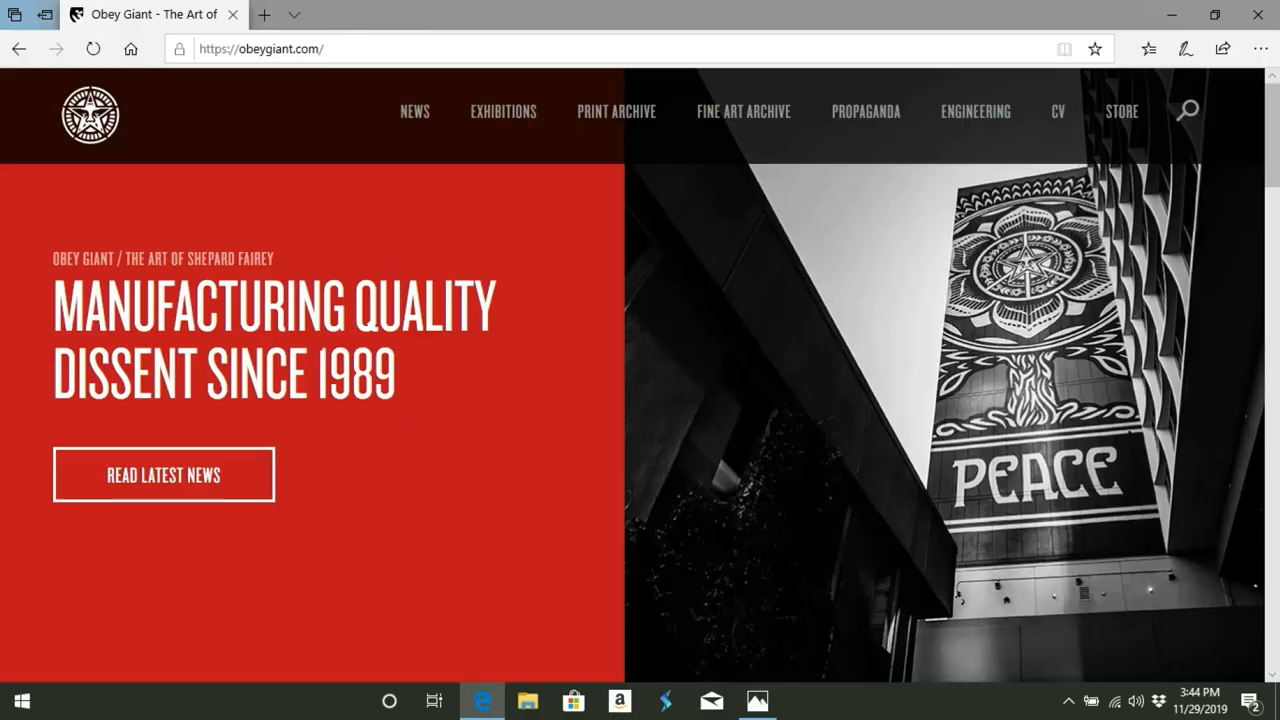 Obey Giant - The Art of
https://obeygiant.com/
NEWS EXHIBITIONS PRINT ARCHIVE FINE ART ARCHIVE PROPAGANDA ENGINEERING CV STORE
OBEY GIANT / THE ART OF SHEPARD FAIREY
MANUFACTURING QUALITY
DISSENT SINCE 1989
READ LATEST NEWS
PEACE
a
3:44 PM
11/29/2019
2